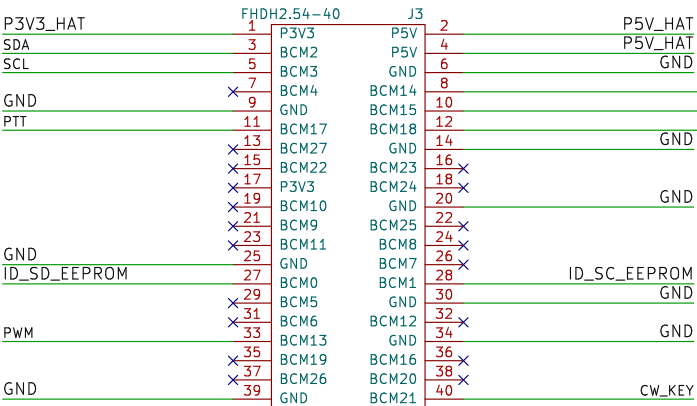 FHDH2.54-40 J3
P3V3_HAT 1 P3V3 P5V 2 P5V_HAT
SDA 3 BCM2 P5V 4 P5V_HAT
SCL 5 BCM3 GND 6 GND
7 BCM4 BCM14 8
GND 9 GND BCM15 10
PTT 11 BCM17 BCM18 12
13 BCM27 GND 14 GND
15 BCM22 BCM23 16
17 P3V3 BCM24 18
19 BCM10 GND 20 GND
21 BCM9 BCM25 22
23 BCM11 BCM8 24
GND 25 GND BCM7 26
ID_SD_EEPROM 27 BCM0 BCM1 28 ID_SC_EEPROM
29 BCM5 GND 30 GND
31 BCM6 BCM12 32
PWM 33 BCM13 GND 34 GND
35 BCM19 BCM16 36
37 BCM26 BCM20 38
GND 39 GND BCM21 40 CW_KEY